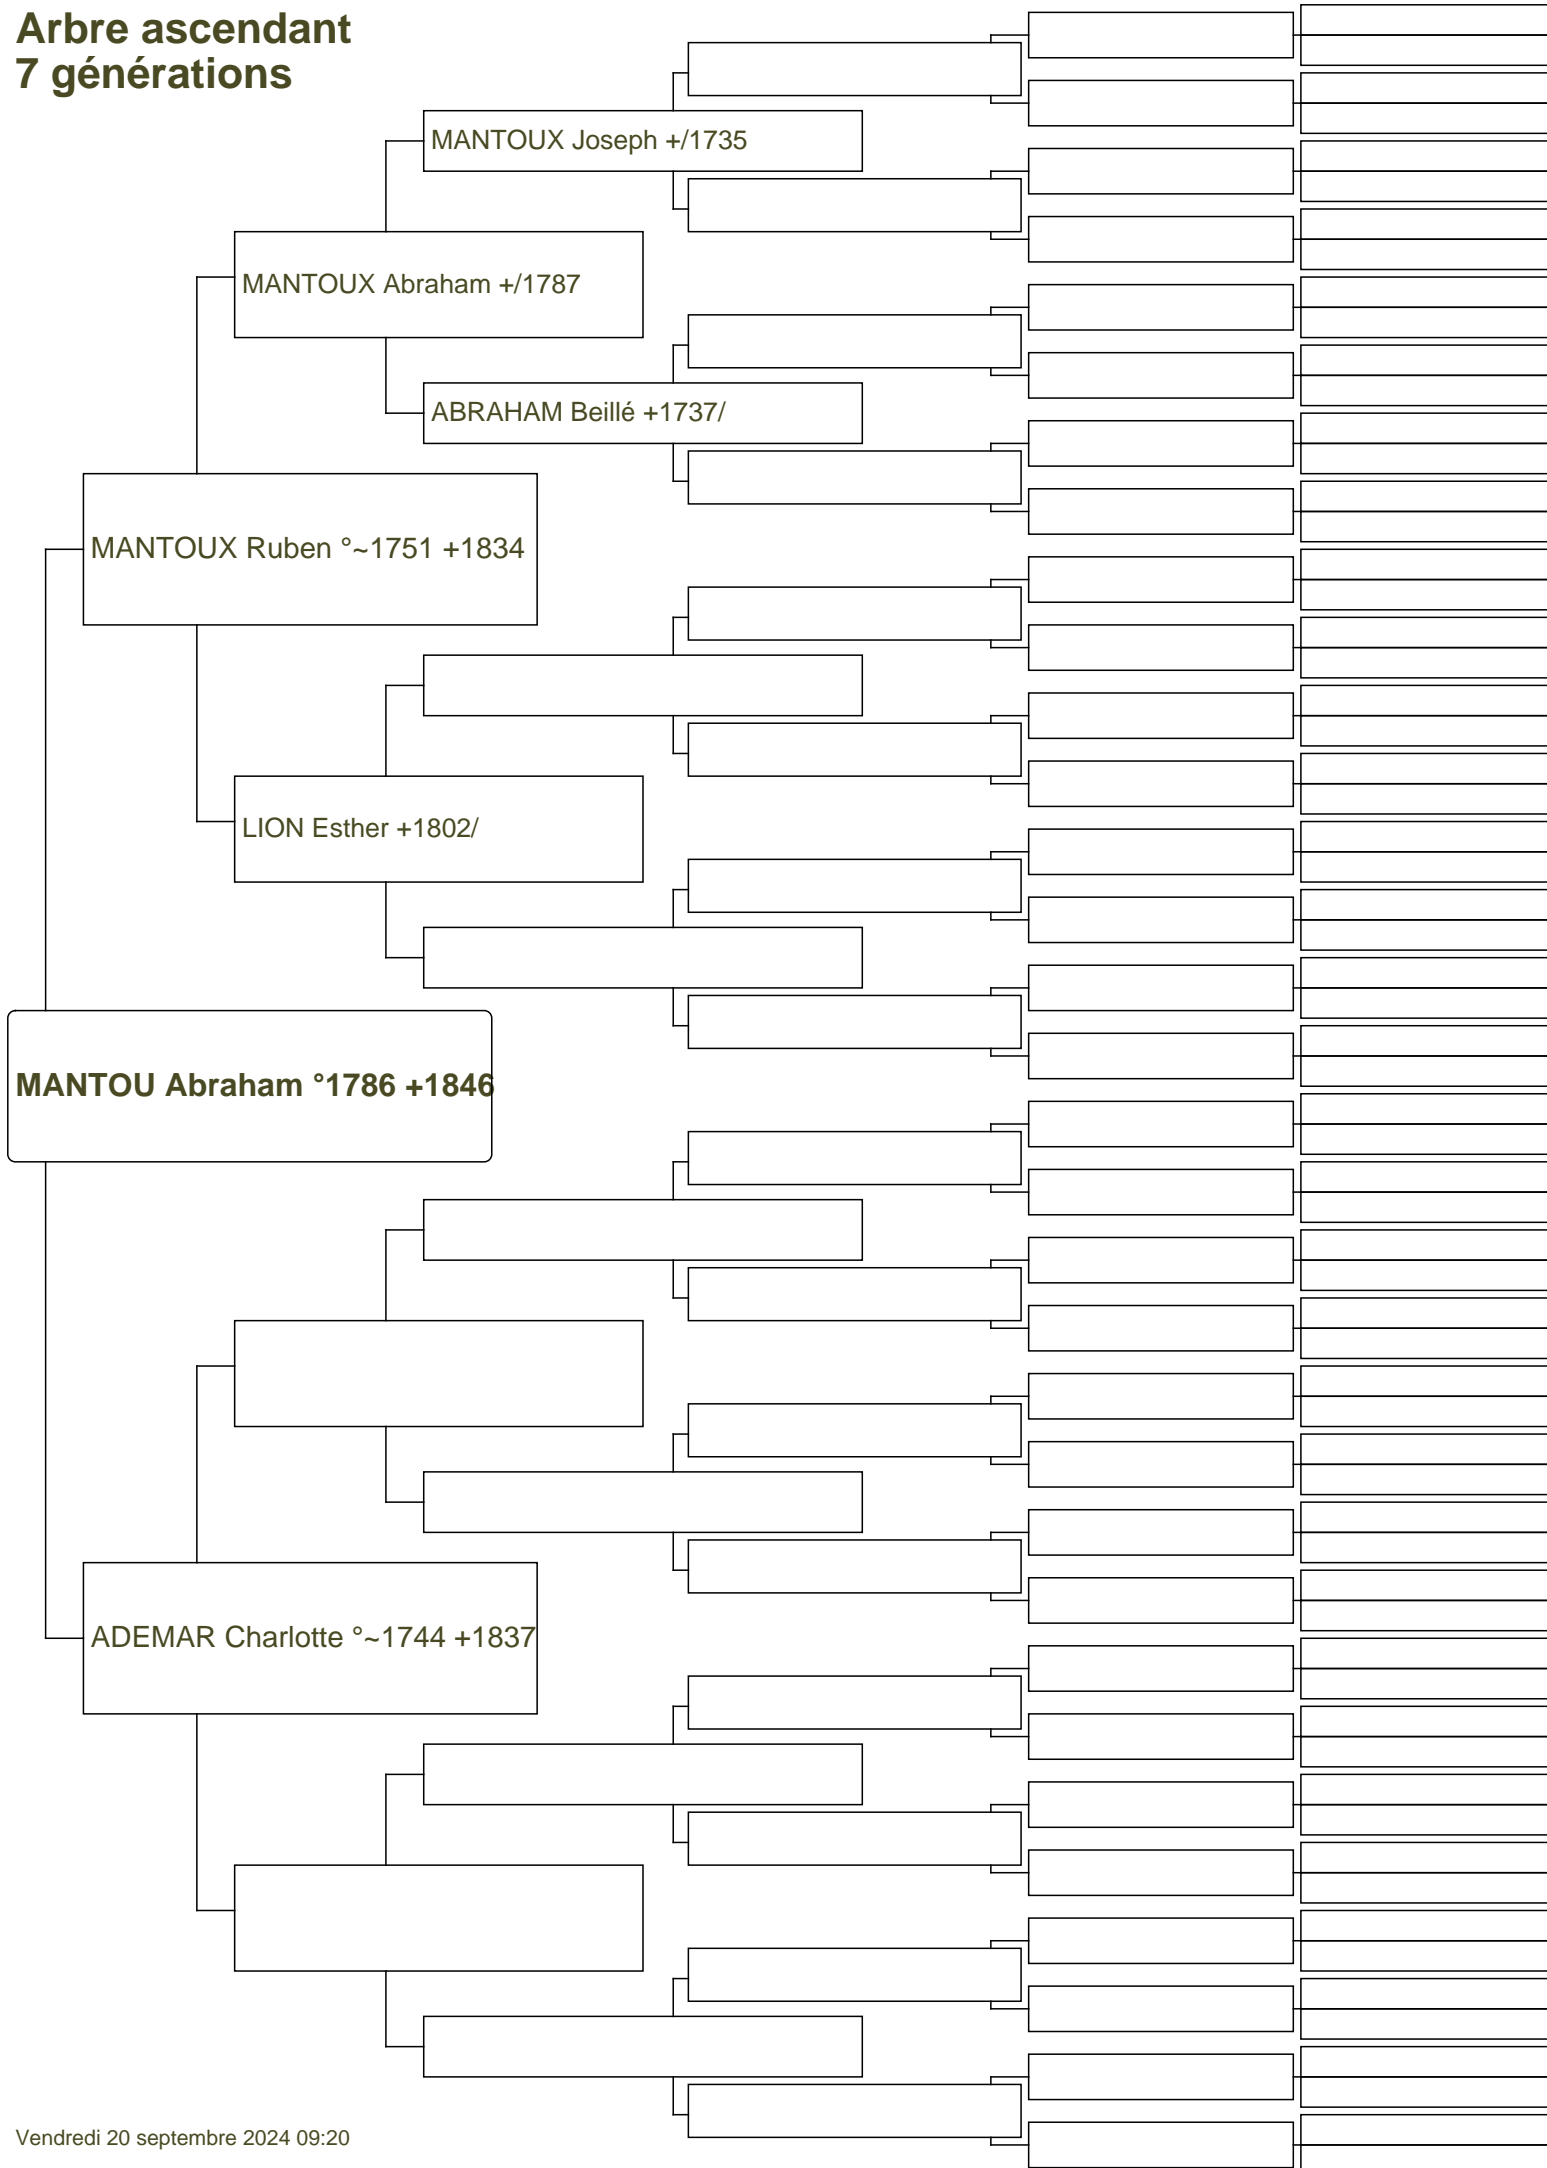 Arbre ascendant
7 générations
MANTOUX Joseph +/1735
MANTOUX Abraham +/1787
ABRAHAM Beillé +1737/
MANTOUX Ruben °~1751 +1834
LION Esther +1802/
MANTOU Abraham °1786 +1846
ADEMAR Charlotte °~1744 +1837
Vendredi 20 septembre 2024 09:20